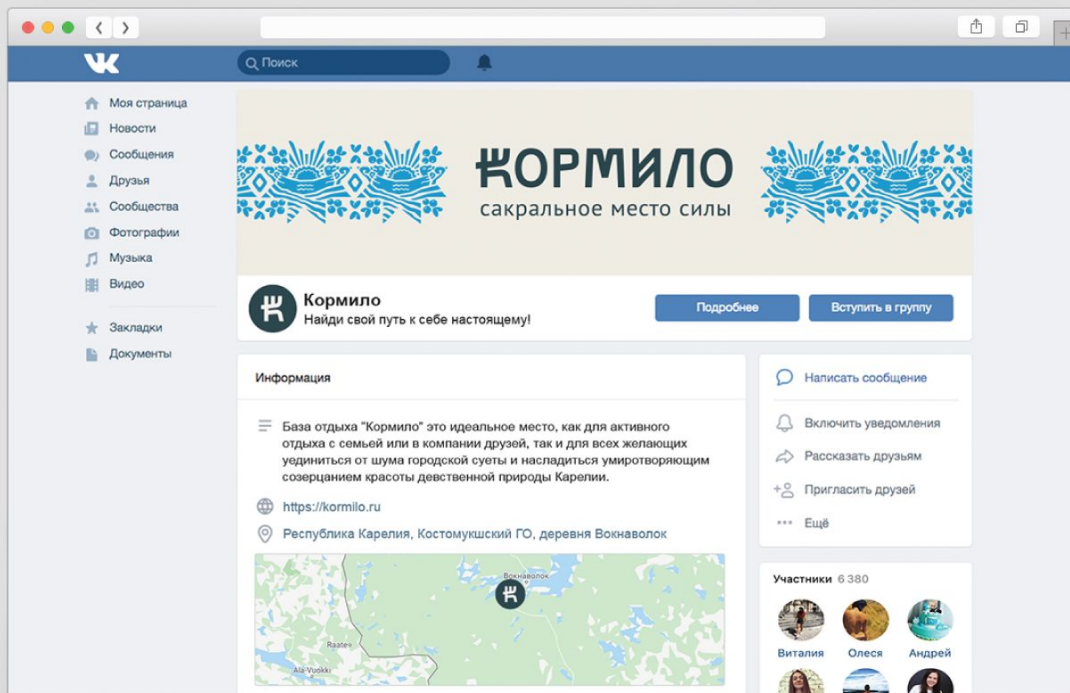 Поиск
Моя страница
Новости
Сообщения
Друзья
Сообщества
Фотографии
Музыка
Видео
Закладки
Документы
КОРМИЛО
сакральное место силы
Кормило
Найди свой путь к себе настоящему!
Подробнее
Вступить в группу
Информация
База отдыха "Кормило" это идеальное место, как для активного
отдыха с семьей или в компании друзей, так и для всех желающих
уединиться от шума городской суеты и насладиться умиротворяющим
созерцанием красоты девственной природы Карелии.
https://kormilo.ru
Республика Карелия, Костомукшский ГО, деревня Вокнаволок
Вокнаволок
Raate
Ala-Vuokki
Написать сообщение
Включить уведомления
Рассказать друзьям
Пригласить друзей
Ещё
Участники 6 380
Виталия Олеся Андрей